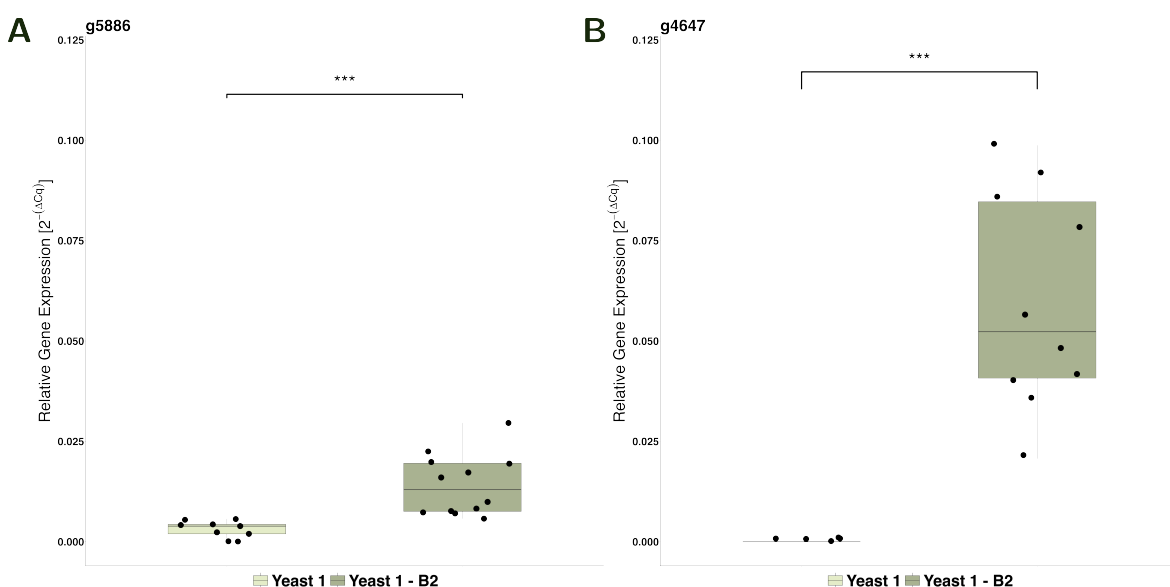 A
g5886
0.125
***
0.100
0.075
0.050
0.025
0.000
Relative Gene Expression [2^-(ΔCq)]
Yeast 1 Yeast 1 - B2
B
g4647
0.125
***
0.100
0.075
0.050
0.025
0.000
Relative Gene Expression [2^-(ΔCq)]
Yeast 1 Yeast 1 - B2